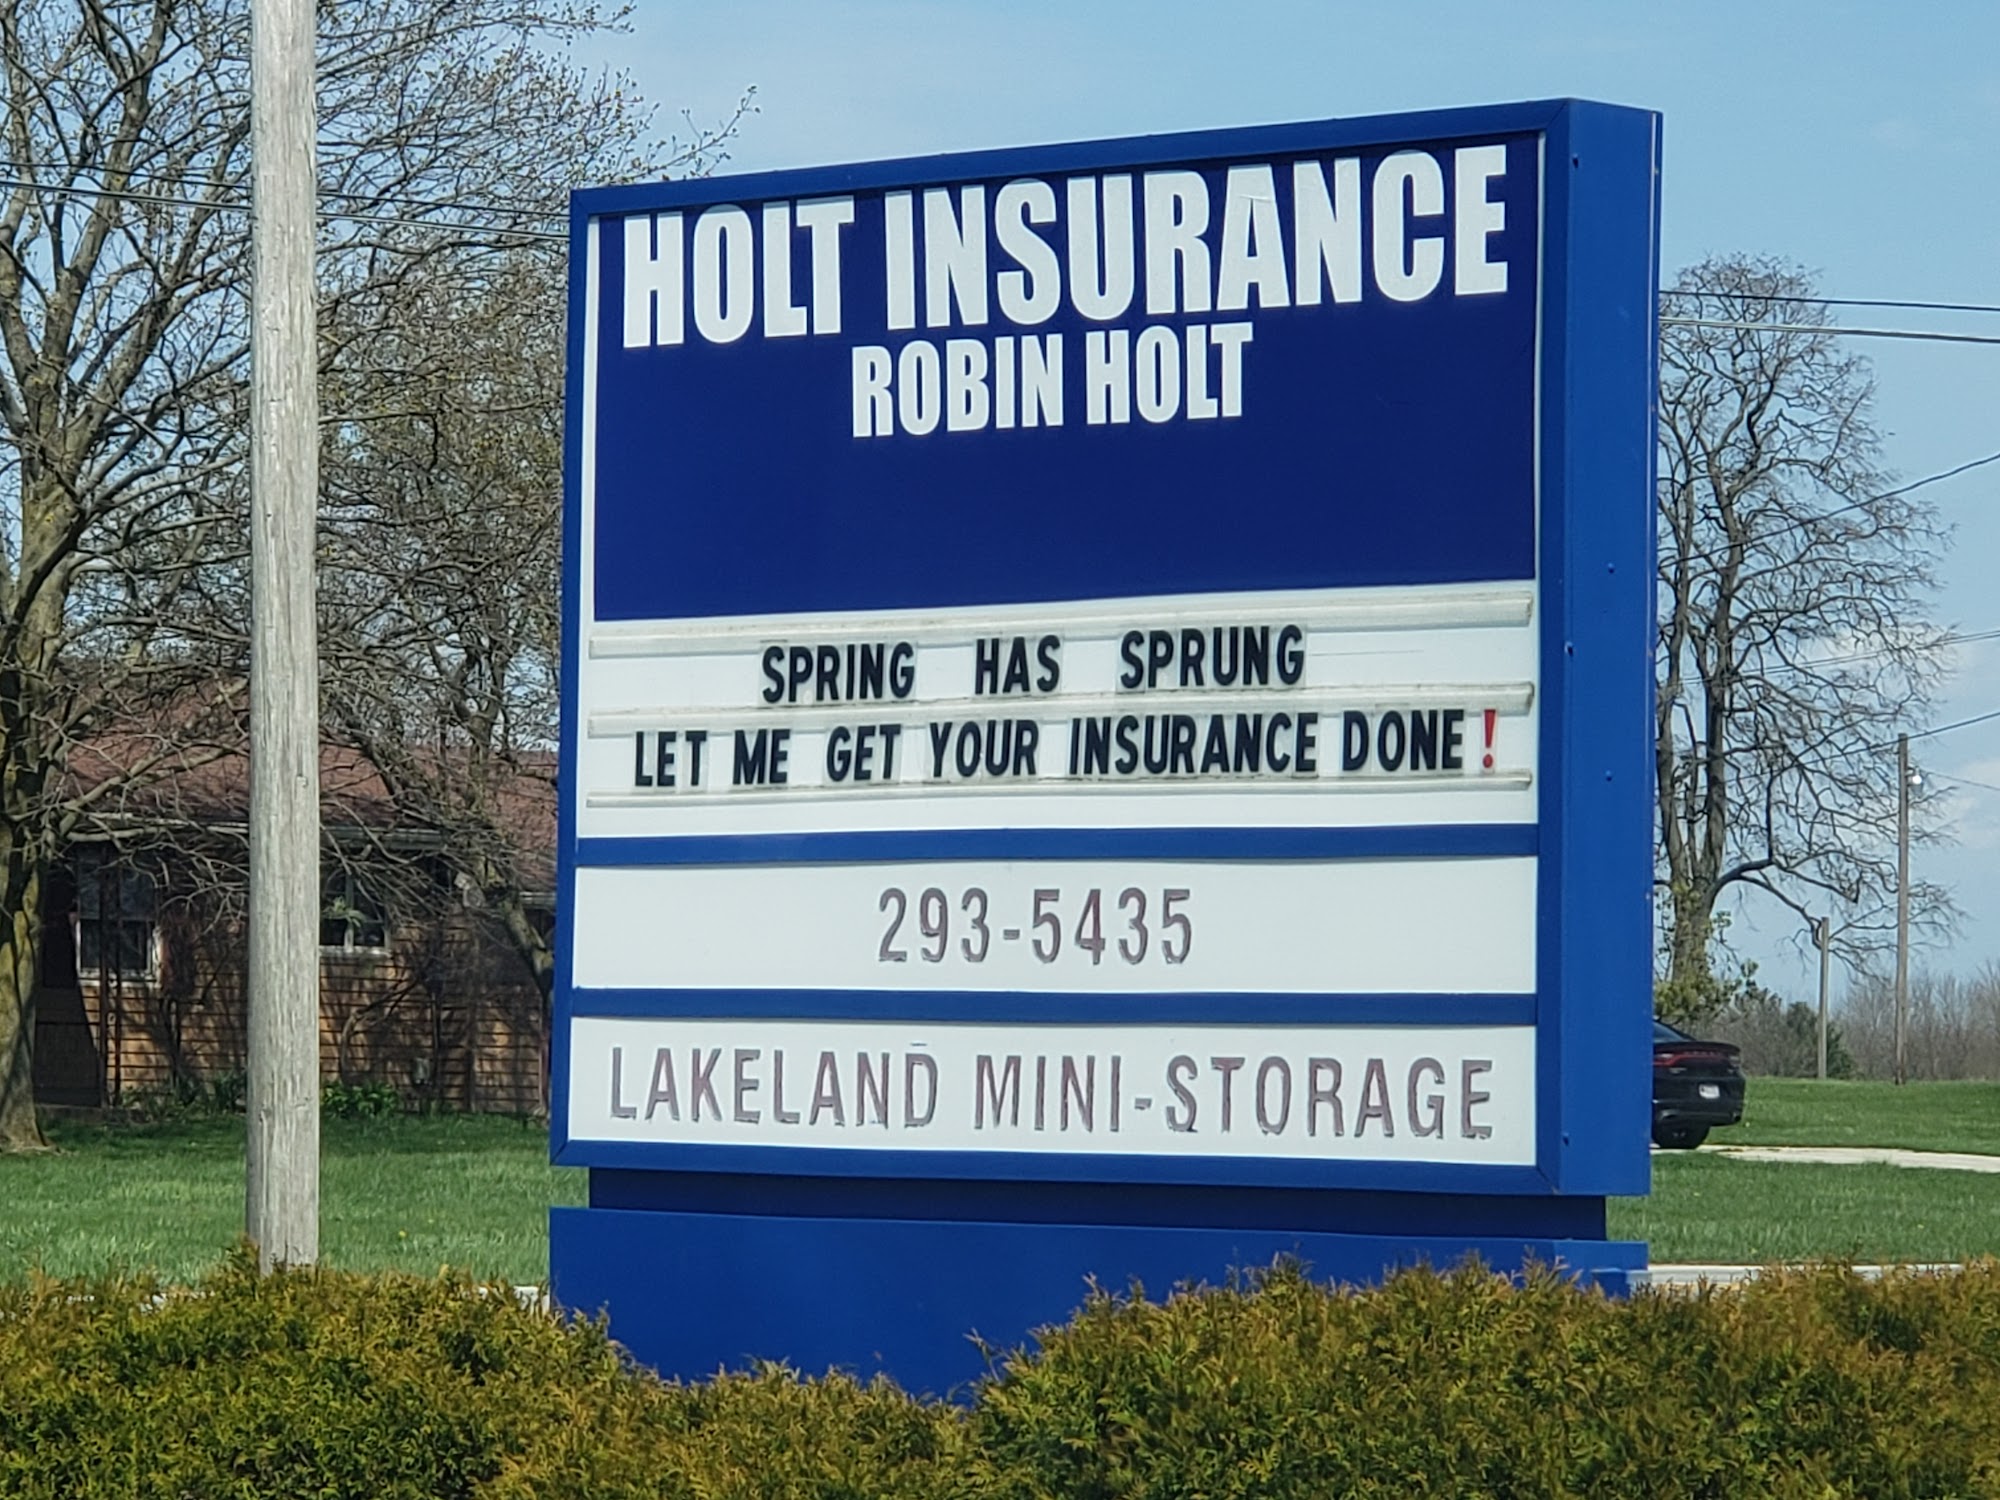 HOLT INSURANCE
ROBIN HOLT
SPRING HAS SPRUNG
LET ME GET YOUR INSURANCE DONE!
293-5435
LAKELAND MINI-STORAGE